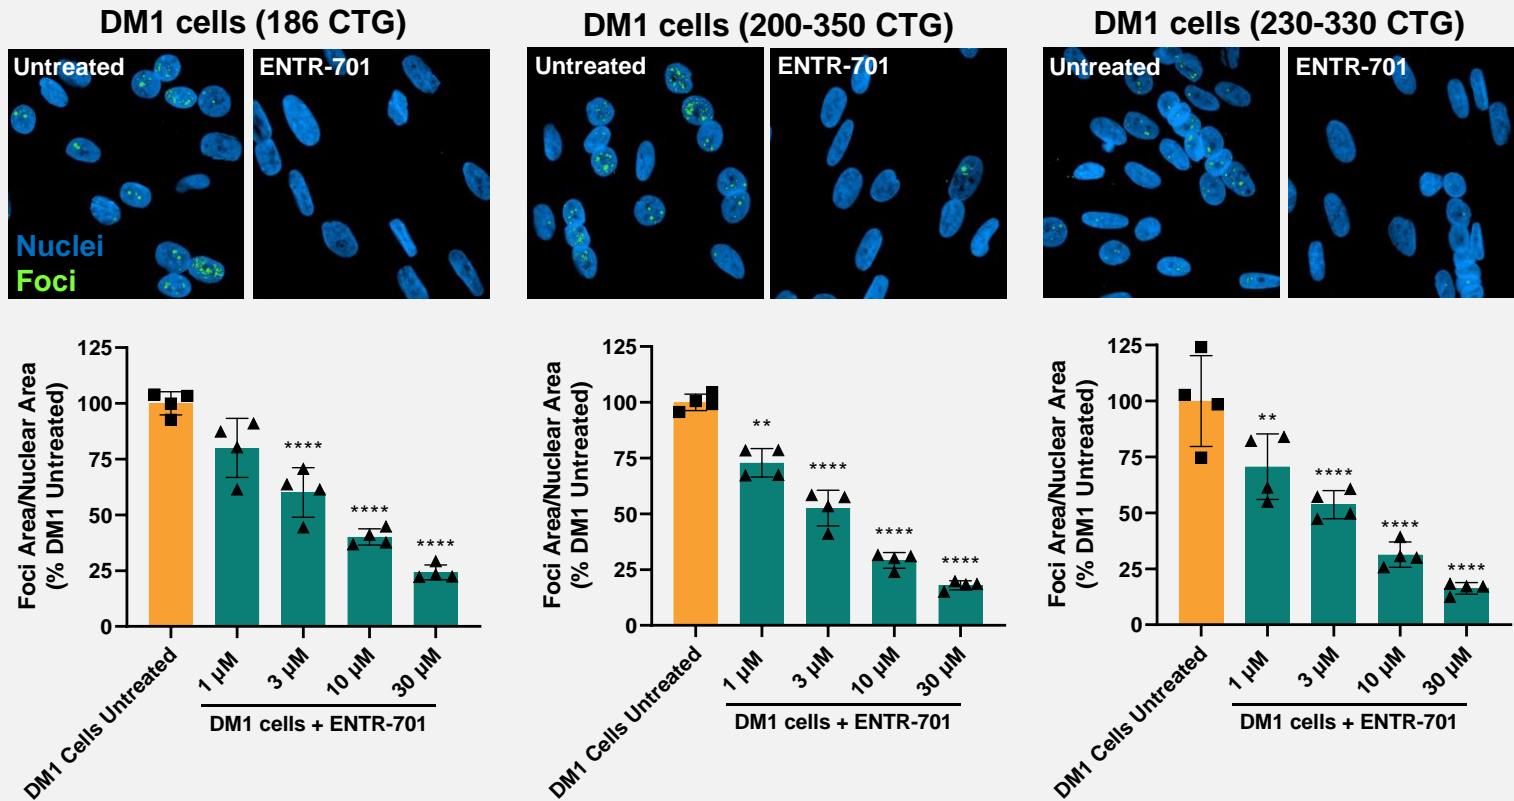 DM1 cells (186 CTG)
Untreated
ENTR-701
Nuclei
Foci
Foci Area/Nuclear Area
(% DM1 Untreated)
125
100
75
50
25
0
****
****
****
DM1 Cells Untreated
1 µM
3 µM
10 µM
30 µM
DM1 cells + ENTR-701
DM1 cells (200-350 CTG)
Untreated
ENTR-701
Foci Area/Nuclear Area
(% DM1 Untreated)
125
100
75
50
25
0
**
****
****
****
DM1 Cells Untreated
1 µM
3 µM
10 µM
30 µM
DM1 cells + ENTR-701
DM1 cells (230-330 CTG)
Untreated
ENTR-701
Foci Area/Nuclear Area
(% DM1 Untreated)
125
100
75
50
25
0
**
****
****
****
DM1 Cells Untreated
1 µM
3 µM
10 µM
30 µM
DM1 cells + ENTR-701